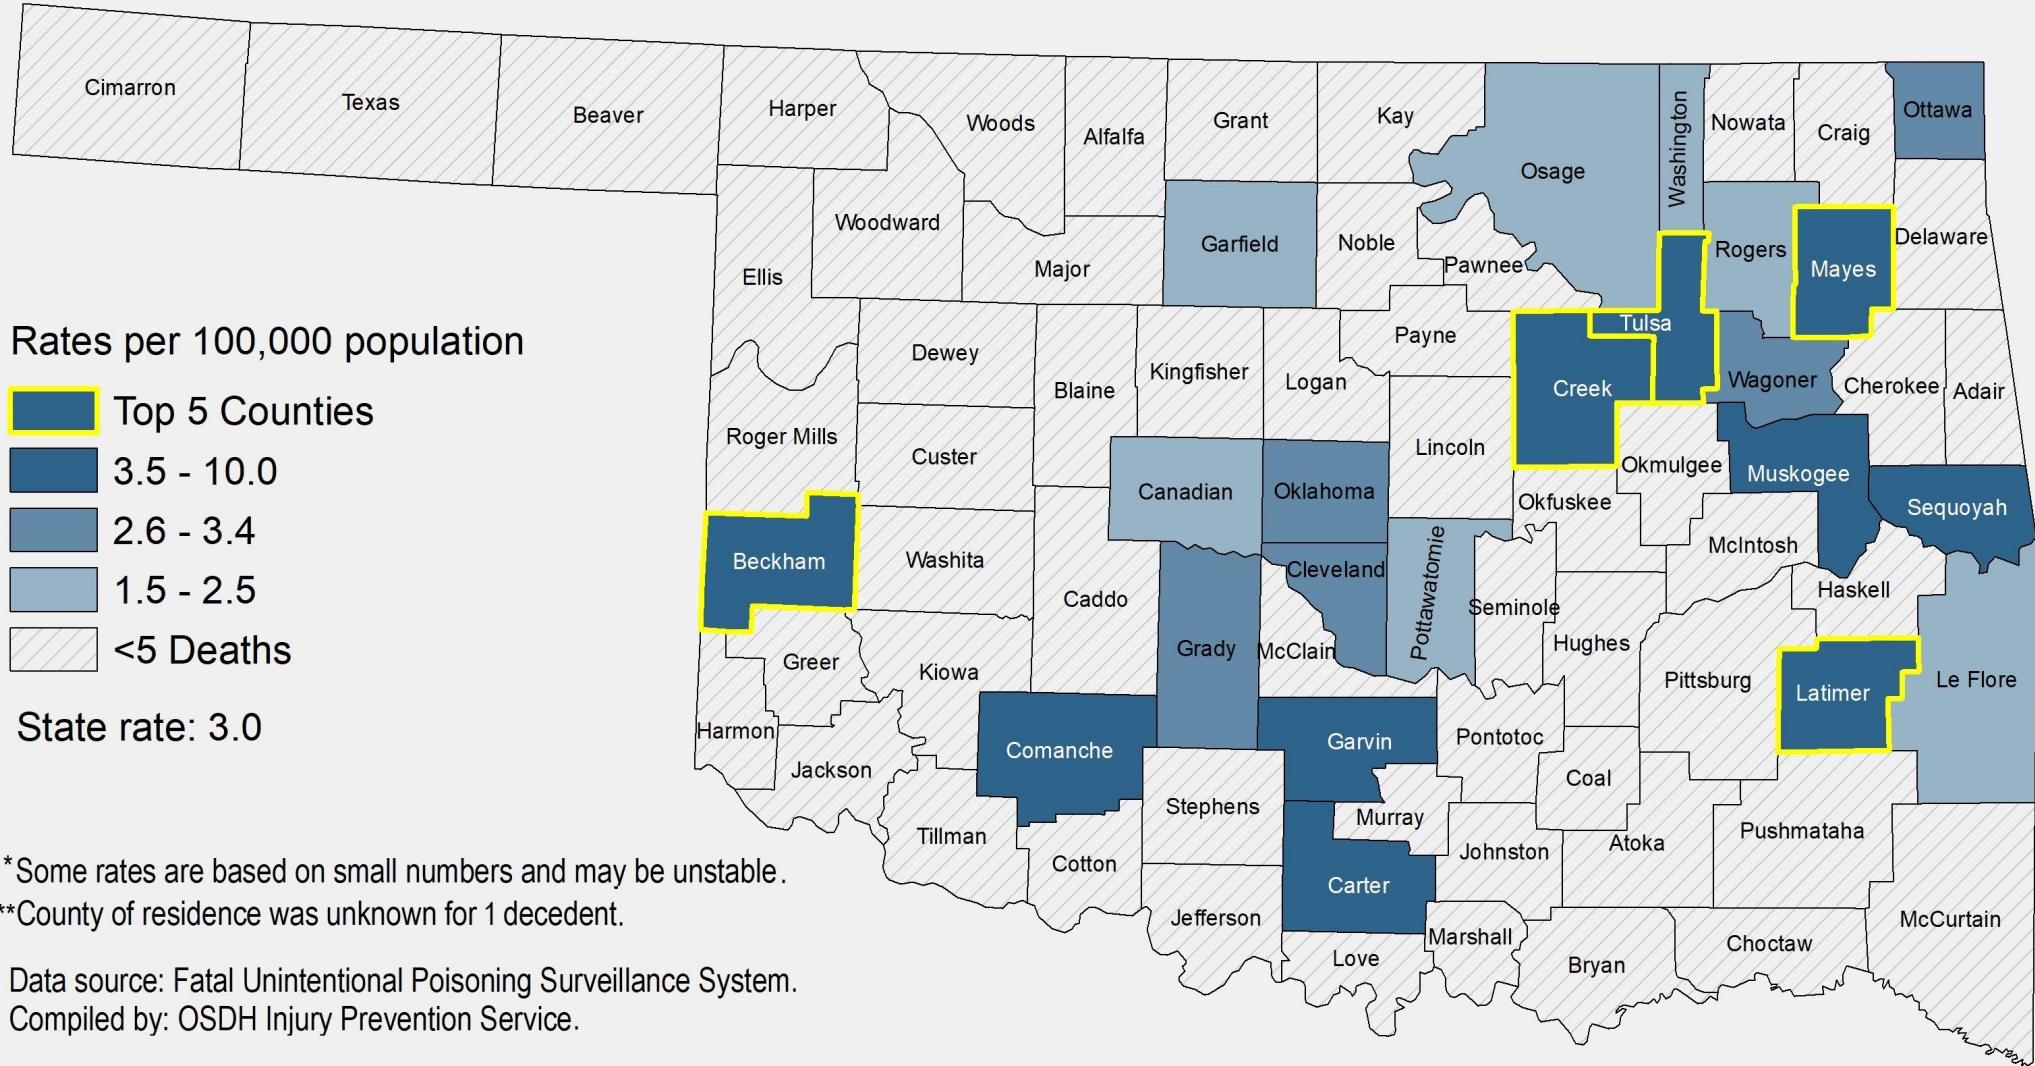 Cimarron
Texas
Beaver
Harper
Woods
Alfalfa
Grant
Kay
Osage
Washington
Nowata
Craig
Ottawa
Ellis
Woodward
Major
Garfield
Noble
Pawnee
Rogers
Mayes
Delaware
Rates per 100,000 population
Top 5 Counties
3.5 - 10.0
2.6 - 3.4
1.5 - 2.5
<5 Deaths
State rate: 3.0
Dewey
Blaine
Kingfisher
Logan
Payne
Tulsa
Creek
Wagoner
Cherokee
Adair
Roger Mills
Custer
Canadian
Oklahoma
Lincoln
Okmulgee
Muskogee
Okfuskee
Sequoyah
Beckham
Washita
Caddo
Grady
Cleveland
McClain
Pottawatomie
Seminole
McIntosh
Haskell
Hughes
Pittsburg
Latimer
Le Flore
Greer
Kiowa
Harmon
Jackson
Comanche
Garvin
Pontotoc
Coal
Tillman
Cotton
Stephens
Murray
Johnston
Atoka
Pushmataha
Carter
Jefferson
Love
Marshall
Bryan
Choctaw
McCurtain
*Some rates are based on small numbers and may be unstable.
**County of residence was unknown for 1 decedent.
Data source: Fatal Unintentional Poisoning Surveillance System.
Compiled by: OSDH Injury Prevention Service.